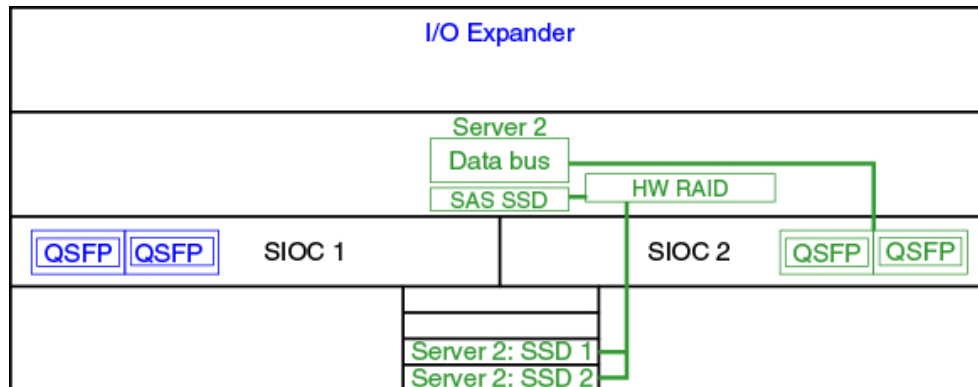 I/O Expander
Server 2
Data bus
SAS SSD
HW RAID
QSFP QSFP SIOC 1 SIOC 2 QSFP QSFP
Server 2: SSD 1
Server 2: SSD 2